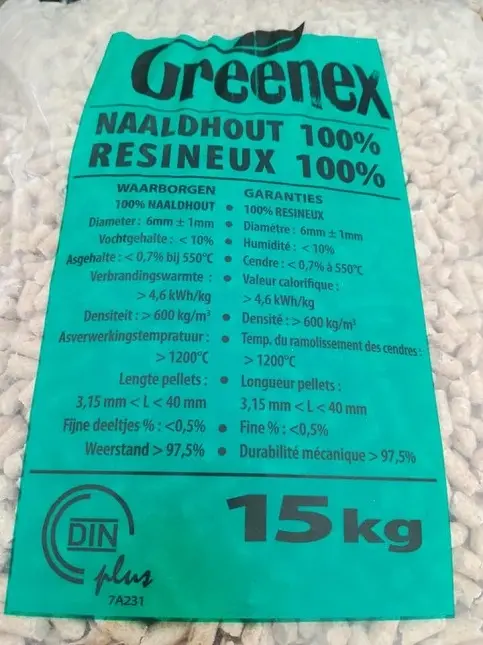 Greenex
NAALDHOUT 100%
RESINEUX 100%
WAARBORGEN
100% NAALDHOUT
Diameter : 6mm ± 1mm
Vochtgehalte : < 10%
Asgehalte : < 0,7% bij 550°C
Verbrandingswarmte :
> 4,6 kWh/kg
Densiteit : > 600 kg/m³
Asverwerkingstempratuur :
> 1200°C
Lengte pellets :
3,15 mm < L < 40 mm
Fijne deeltjes % : <0,5%
Weerstand > 97,5%
GARANTIES
• 100% RESINEUX
• Diamètre : 6mm ± 1mm
• Humidité : < 10%
• Cendre : < 0,7% à 550°C
• Valeur calorifique :
> 4,6 kWh/kg
• Densité : > 600 kg/m³
• Temp. du ramolissement des cendres :
> 1200°C
• Longueur pellets :
3,15 mm < L < 40 mm
• Fine % : <0,5%
• Durabilité mécanique > 97,5%
DIN
plus
7A231
15 kg